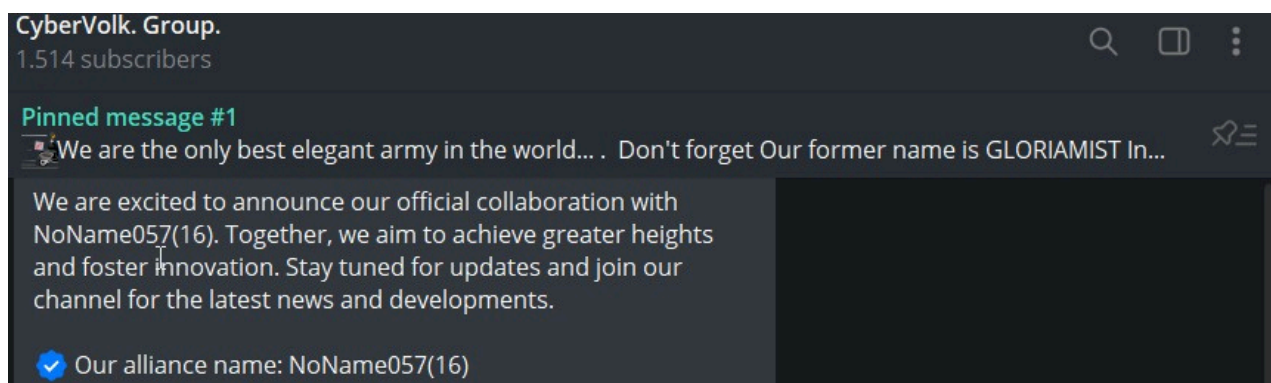 CyberVolk. Group.
1.514 subscribers
Pinned message #1
We are the only best elegant army in the world... . Don't forget Our former name is GLORIAMIST In...
We are excited to announce our official collaboration with
NoName057(16). Together, we aim to achieve greater heights
and foster innovation. Stay tuned for updates and join our
channel for the latest news and developments.
Our alliance name: NoName057(16)